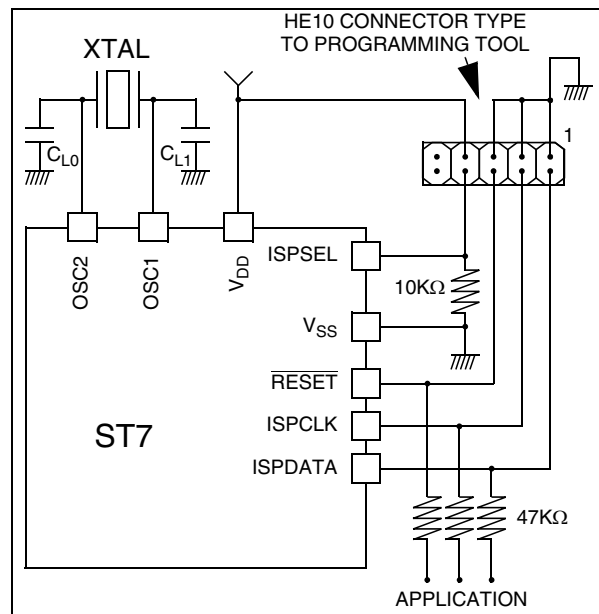 HE10 CONNECTOR TYPE
TO PROGRAMMING TOOL
XTAL
1
CL0
CL1
OSC2
OSC1
VDD
ISPSEL
10KΩ
VSS
RESET
ISPCLK
ST7
ISPDATA
47KΩ
APPLICATION